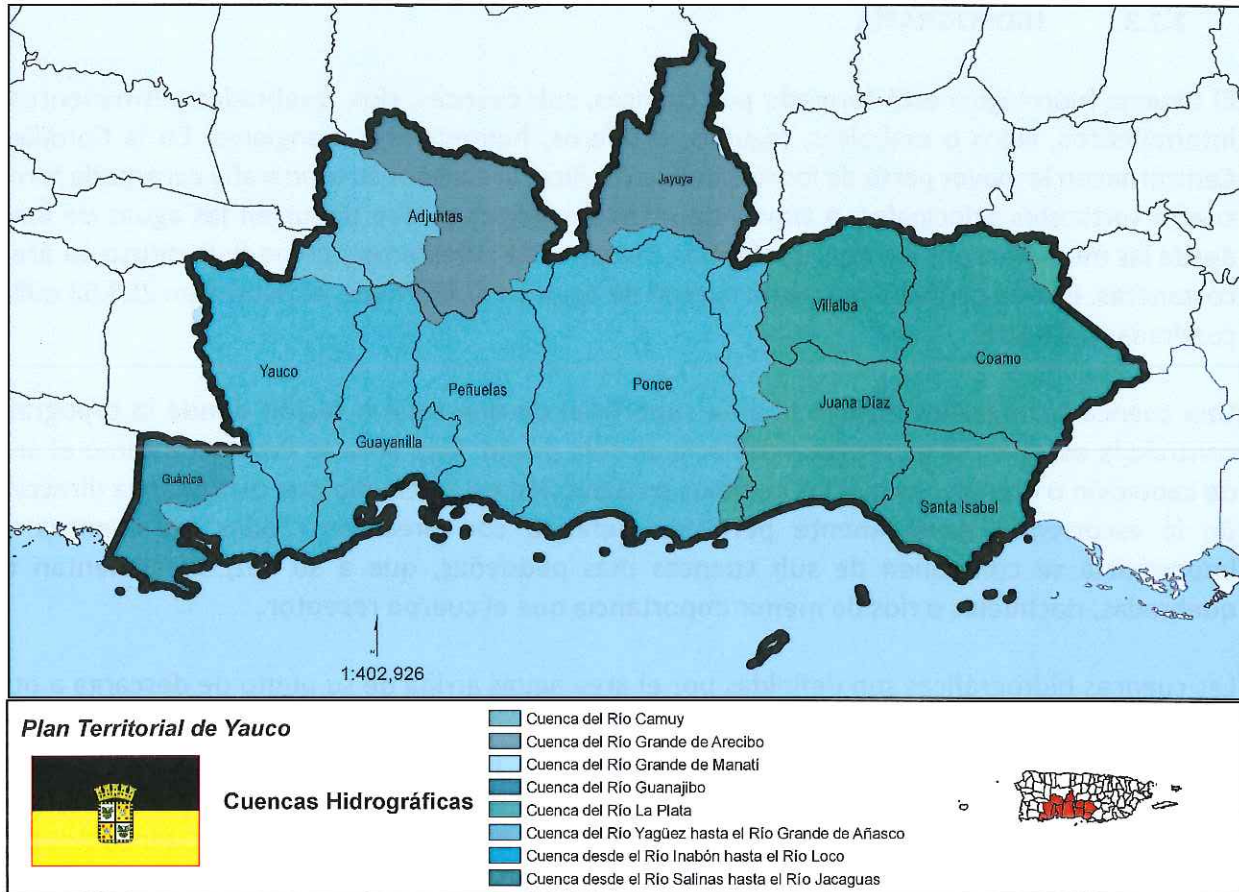 Jayuya
Adjuntas
Villalba
Coamo
Yauco
Peñuelas
Ponce
Juana Díaz
Guayanilla
Guánica
Santa Isabel
1:402,926
Plan Territorial de Yauco
Cuencas Hidrográficas
Cuenca del Río Camuy
Cuenca del Río Grande de Arecibo
Cuenca del Río Grande de Manatí
Cuenca del Río Guanajibo
Cuenca del Río La Plata
Cuenca del Río Yagüez hasta el Río Grande de Añasco
Cuenca desde el Río Inabón hasta el Río Loco
Cuenca desde el Río Salinas hasta el Río Jacaguas